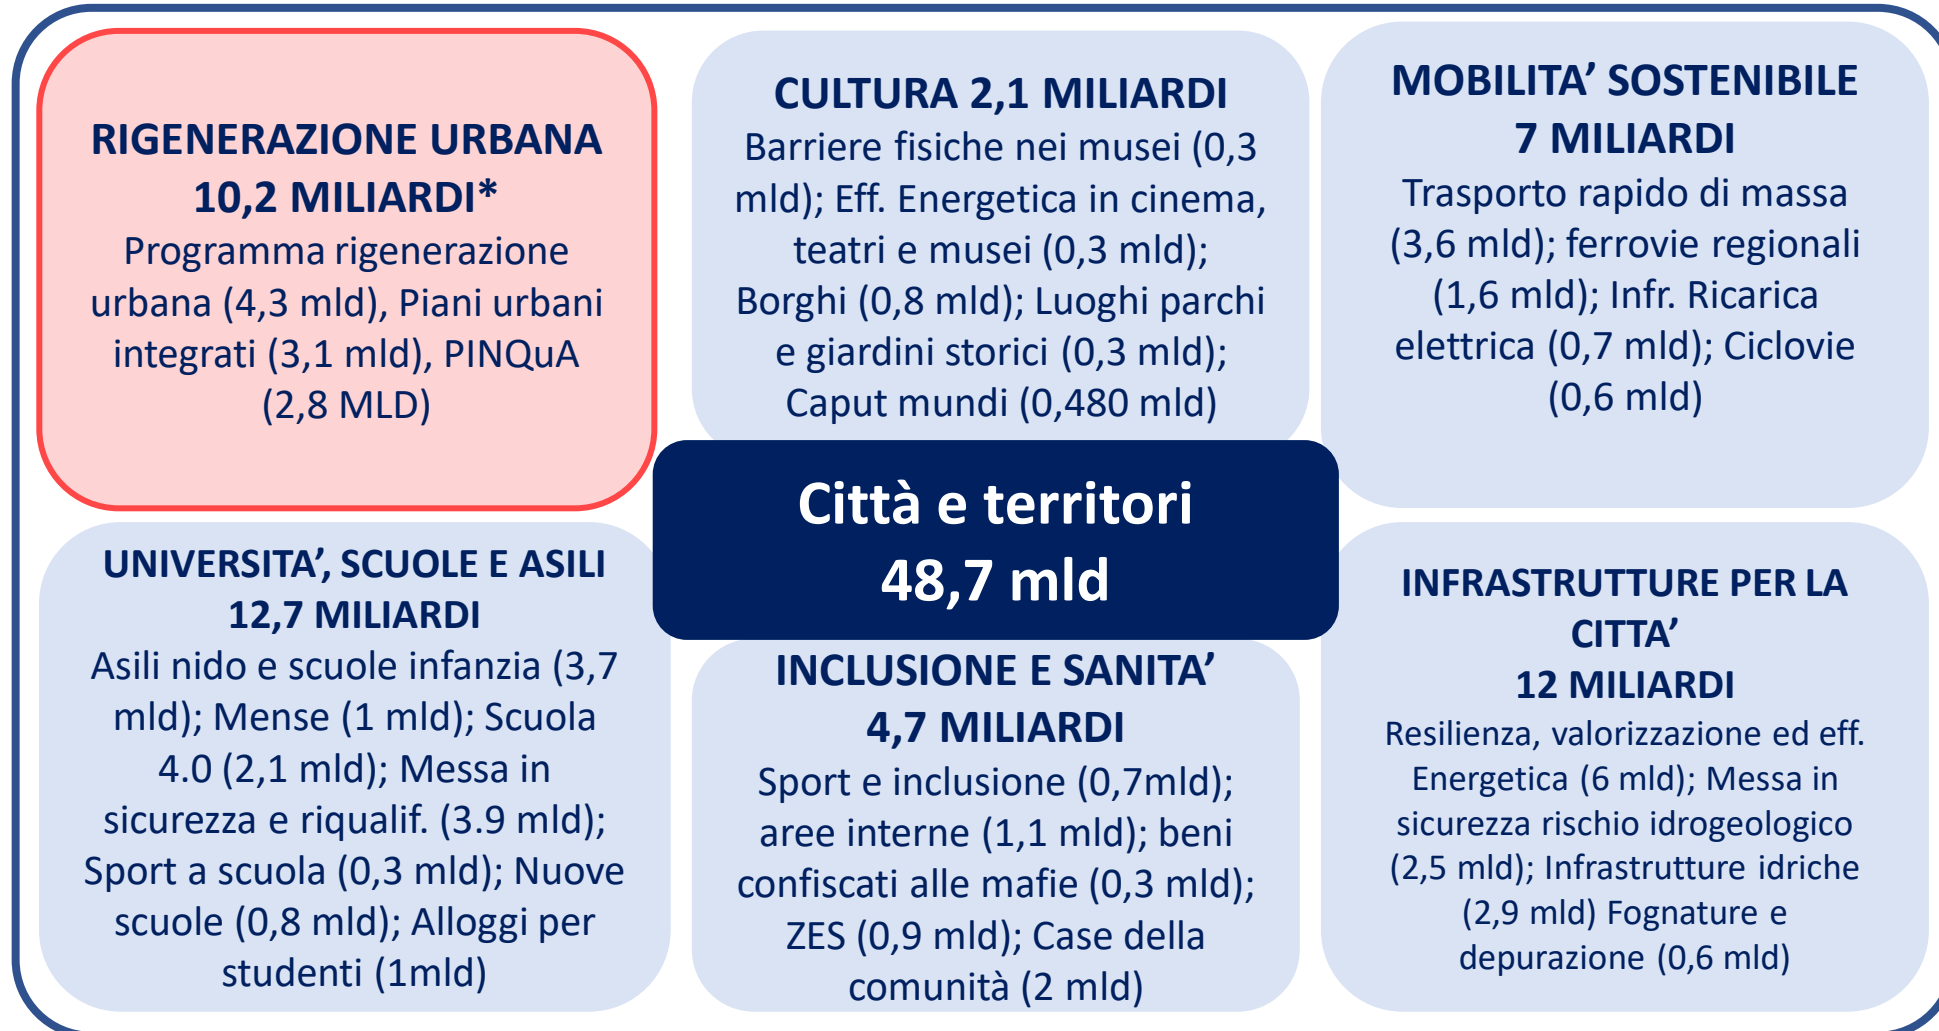 RIGENERAZIONE URBANA
10,2 MILIARDI*
Programma rigenerazione
urbana (4,3 mld), Piani urbani
integrati (3,1 mld), PINQuA
(2,8 MLD)
CULTURA 2,1 MILIARDI
Barriere fisiche nei musei (0,3
mld); Eff. Energetica in cinema,
teatri e musei (0,3 mld);
Borghi (0,8 mld); Luoghi parchi
e giardini storici (0,3 mld);
Caput mundi (0,480 mld)
MOBILITA’ SOSTENIBILE
7 MILIARDI
Trasporto rapido di massa
(3,6 mld); ferrovie regionali
(1,6 mld); Infr. Ricarica
elettrica (0,7 mld); Ciclovie
(0,6 mld)
Città e territori
48,7 mld
UNIVERSITA’, SCUOLE E ASILI
12,7 MILIARDI
Asili nido e scuole infanzia (3,7
mld); Mense (1 mld); Scuola
4.0 (2,1 mld); Messa in
sicurezza e riqualif. (3.9 mld);
Sport a scuola (0,3 mld); Nuove
scuole (0,8 mld); Alloggi per
studenti (1mld)
INCLUSIONE E SANITA’
4,7 MILIARDI
Sport e inclusione (0,7mld);
aree interne (1,1 mld); beni
confiscati alle mafie (0,3 mld);
ZES (0,9 mld); Case della
comunità (2 mld)
INFRASTRUTTURE PER LA
CITTA’
12 MILIARDI
Resilienza, valorizzazione ed eff.
Energetica (6 mld); Messa in
sicurezza rischio idrogeologico
(2,5 mld); Infrastrutture idriche
(2,9 mld) Fognature e
depurazione (0,6 mld)